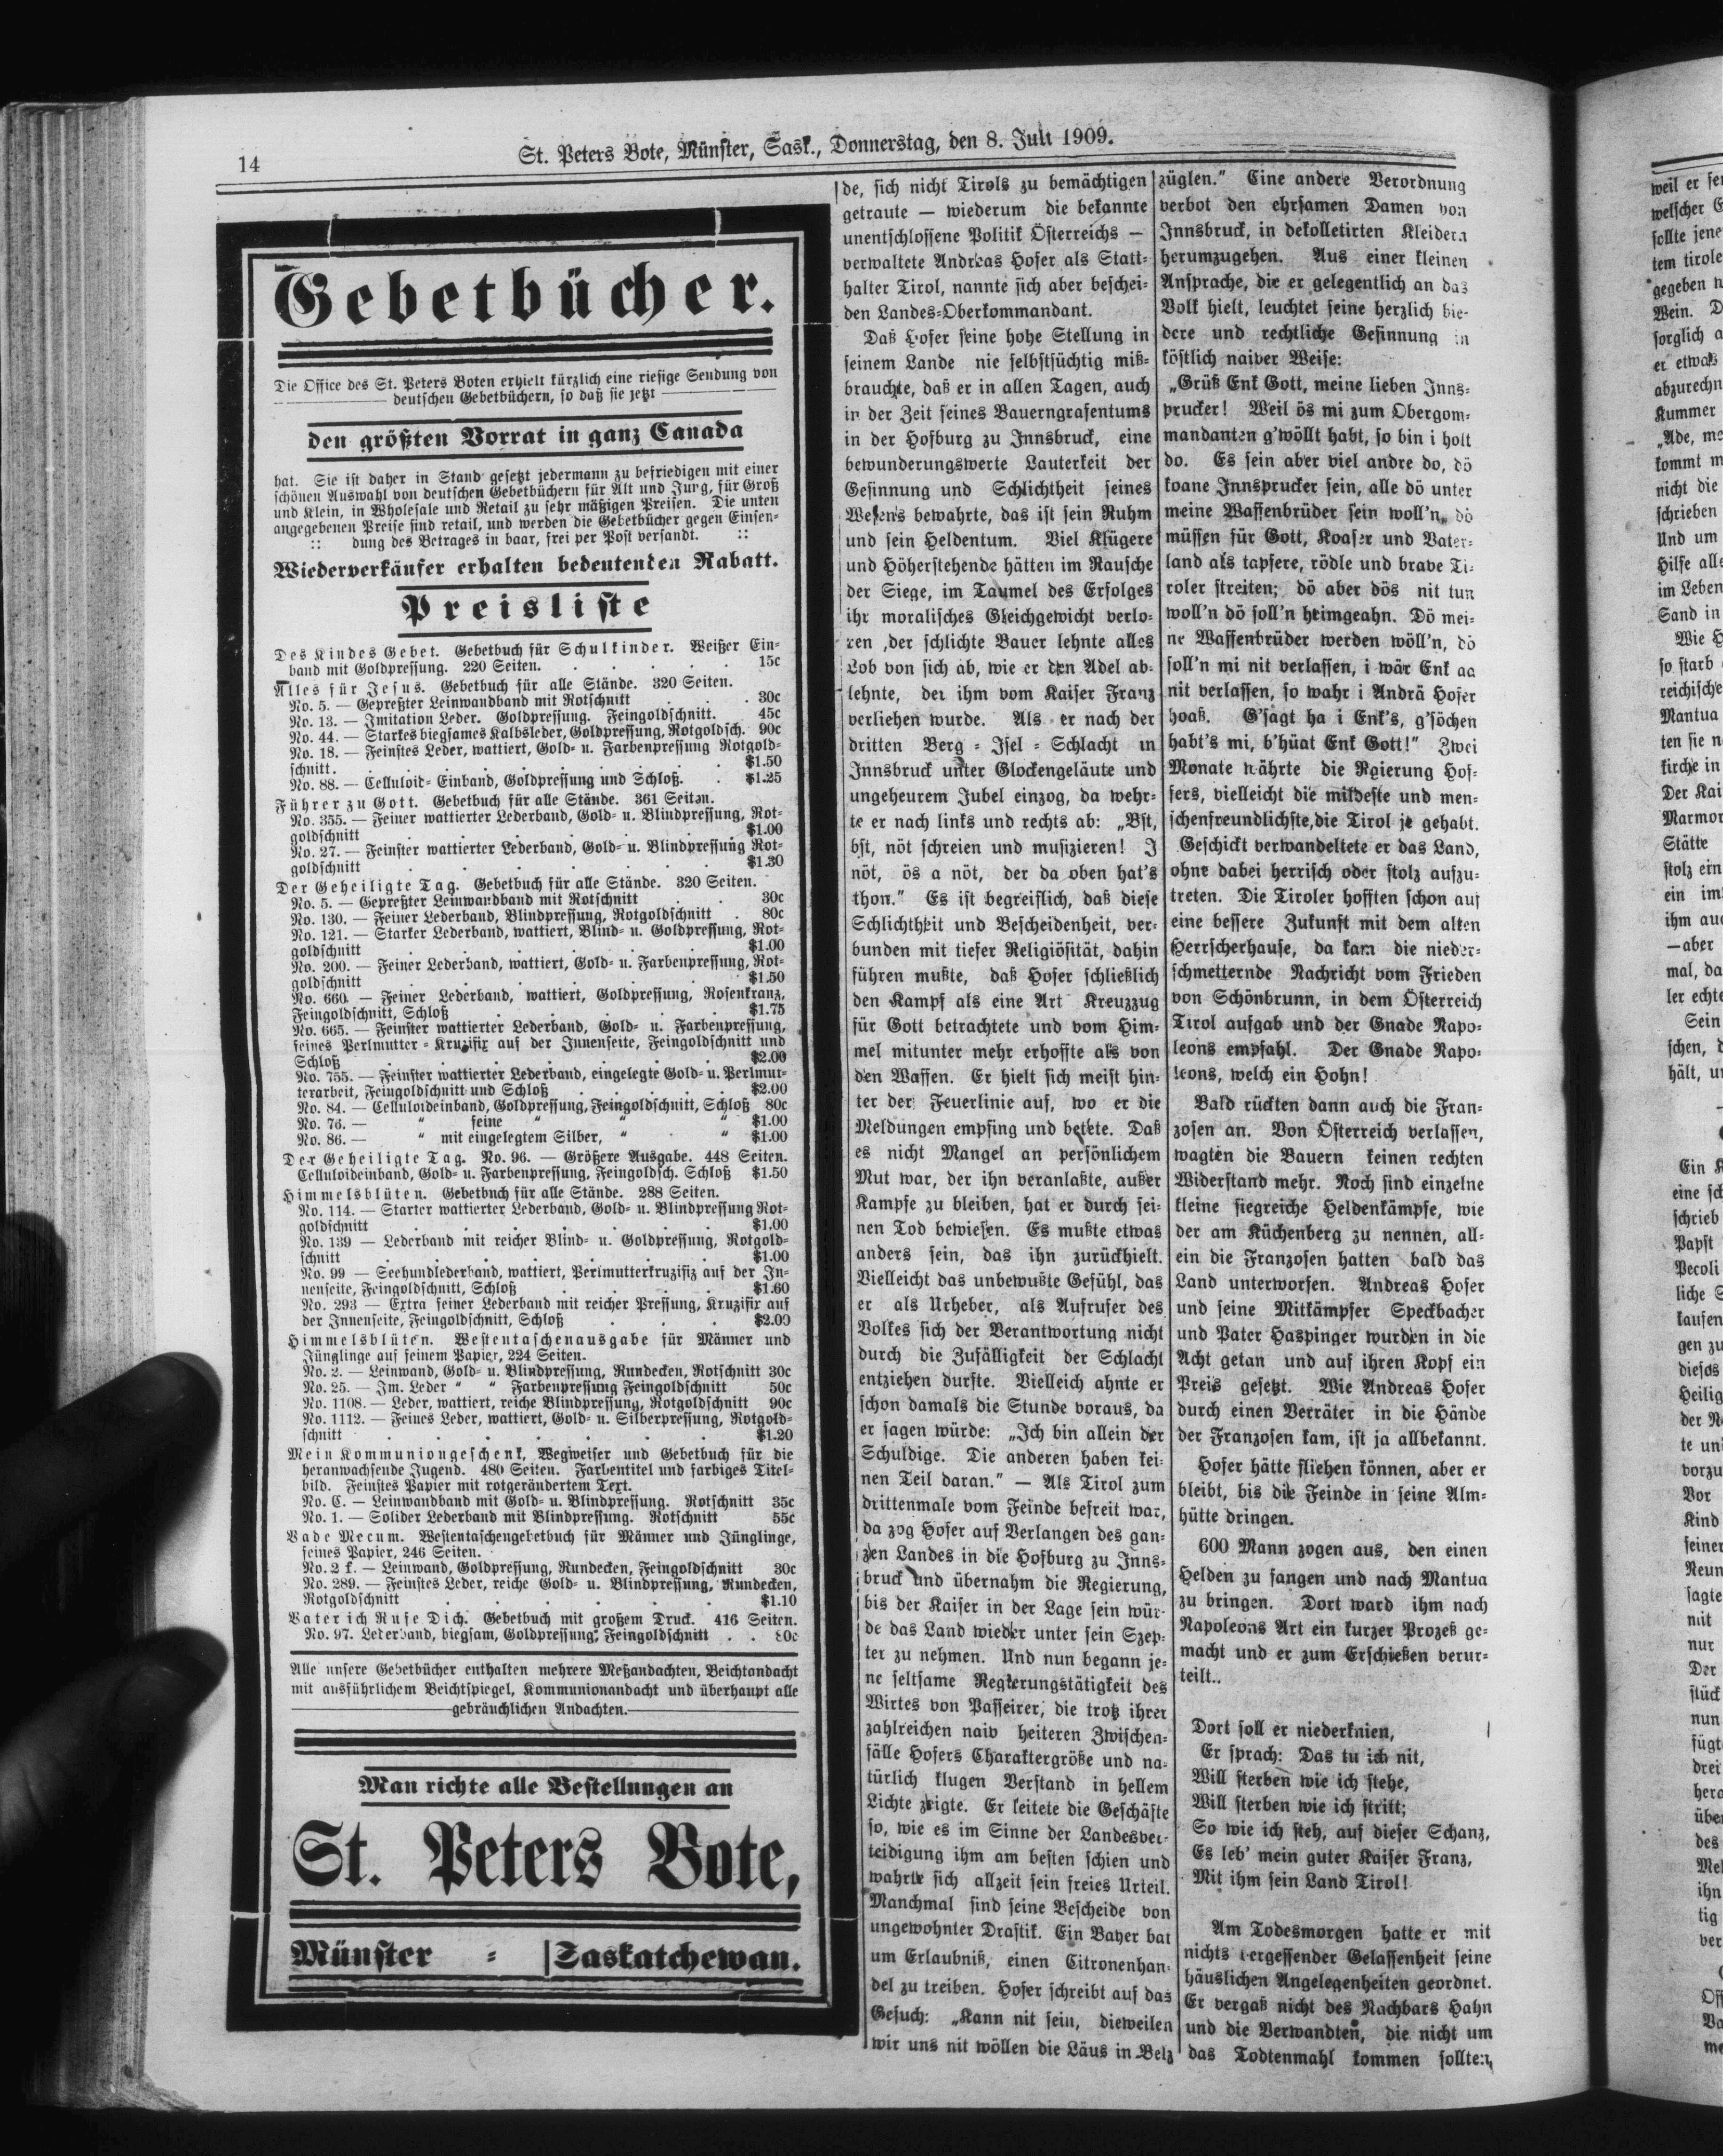 14
St. Peters Bote, Münster, Sask., Donnerstag, den 8. Juli 1909.
Gebetbücher.
Die Office des St. Peters Boten erhielt kürzlich eine riesige Sendung von
deutschen Gebetbüchern, so daß sie jetzt
den größten Vorrat in ganz Canada
hat. Sie ist daher in Stand gesetzt jedermann zu befriedigen mit einer
schönen Auswahl von deutschen Gebetbüchern für Alt und Jung, für Groß
und Klein, in Wholesale und Retail zu sehr mäßigen Preisen. Die unten
angegebenen Preise sind retail, und werden die Gebetbücher gegen Einsen-
:: dung des Betrages in baar, frei per Post versandt. ::
Wiederverkäufer erhalten bedeutenden Rabatt.
Preisliste
Des Kindes Gebet. Gebetbuch für Schulkinder. Weißer Ein-
band mit Goldpressung. 220 Seiten. . . . . . 15c
Alles für Jesus. Gebetbuch für alle Stände. 320 Seiten.
No. 5. — Gepreßter Leinwandband mit Rotschnitt . . . 30c
No. 13. — Imitation Leder. Goldpressung. Feingoldschnitt. 45c
No. 44. — Starkes biegsames Kalbsleder, Goldpressung, Rotgoldsch. 90c
No. 18. — Feinstes Leder, wattiert, Gold- u. Farbenpressung Rotgold-
schnitt. . . . . . . . . $1.50
No. 88. — Celluloid-Einband, Goldpressung und Schloß. . $1.25
Führer zu Gott. Gebetbuch für alle Stände. 361 Seiten.
No. 355. — Feiner wattierter Lederband, Gold- u. Blindpressung, Rot-
goldschnitt . . . . . . . $1.00
No. 27. — Feinster wattierter Lederband, Gold- u. Blindpressung Rot-
goldschnitt . . . . . . . $1.30
Der Geheiligte Tag. Gebetbuch für alle Stände. 320 Seiten.
No. 5. — Gepreßter Leinwandband mit Rotschnitt . . 30c
No. 130. — Feiner Lederband, Blindpressung, Rotgoldschnitt . 80c
No. 121. — Starker Lederband, wattiert, Blind- u. Goldpressung, Rot-
goldschnitt . . . . . . . $1.00
No. 200. — Feiner Lederband, wattiert, Gold- u. Farbenpressung, Rot-
goldschnitt . . . . . . . $1.50
No. 660. — Feiner Lederband, wattiert, Goldpressung, Rosenkranz,
Feingoldschnitt, Schloß . . . . . $1.75
No. 665. — Feinster wattierter Lederband, Gold- u. Farbenpressung,
feines Perlmutter-Kruzifix auf der Innenseite, Feingoldschnitt und
Schloß . . . . . . . $2.00
No. 755. — Feinster wattierter Lederband, eingelegte Gold- u. Perlmut-
terarbeit, Feingoldschnitt und Schloß . . . . $2.00
No. 84. — Celluloideinband, Goldpressung, Feingoldschnitt, Schloß 80c
No. 76. — " feine " " $1.00
No. 86. — " mit eingelegtem Silber, " " $1.00
Der Geheiligte Tag. No. 96. — Größere Ausgabe. 448 Seiten.
Celluloideinband, Gold- u. Farbenpressung, Feingoldsch. Schloß $1.50
Himmelsblüten. Gebetbuch für alle Stände. 288 Seiten.
No. 114. — Starker wattierter Lederband, Gold- u. Blindpressung Rot-
goldschnitt . . . . . . . $1.00
No. 139 — Lederband mit reicher Blind- u. Goldpressung, Rotgold-
schnitt . . . . . . . $1.00
No. 99 — Seehundlederband, wattiert, Perlmutterkruzifiz auf der In-
nenseite, Feingoldschnitt, Schloß . . . . $1.60
No. 293 — Extra feiner Lederband mit reicher Pressung, Kruzifix auf
der Innenseite, Feingoldschnitt, Schloß . . . $2.00
Himmelsblüten. Westentaschenausgabe für Männer und
Jünglinge auf feinem Papier, 224 Seiten.
No. 2. — Leinwand, Gold- u. Blindpressung, Rundecken, Rotschnitt 30c
No. 25. — Im. Leder " " Farbenpressung Feingoldschnitt 50c
No. 1108. — Leder, wattiert, reiche Blindpressung, Rotgoldschnitt 90c
No. 1112. — Feines Leder, wattiert, Gold- u. Silberpressung, Rotgold-
schnitt . . . . . . . $1.20
Mein Kommuniongeschenk, Wegweiser und Gebetbuch für die
heranwachsende Jugend. 480 Seiten. Farbentitel und farbiges Titel-
bild. Feinstes Papier mit rotgerändertem Text.
No. C. — Leinwandband mit Gold- u. Blindpressung. Rotschnitt 35c
No. 1. — Solider Lederband mit Blindpressung. Rotschnitt 55c
Vade Mecum. Westentaschengebetbuch für Männer und Jünglinge,
feines Papier, 246 Seiten.
No. 2 f. — Leinwand, Goldpressung, Rundecken, Feingoldschnitt 30c
No. 289. — Feinstes Leder, reiche Gold- u. Blindpressung, Rundecken,
Rotgoldschnitt . . . . . . $1.10
Vater ich Rufe Dich. Gebetbuch mit großem Druck. 416 Seiten.
No. 97. Lederband, biegsam, Goldpressung, Feingoldschnitt . .
Alle unsere Gebetbücher enthalten mehrere Meßandachten, Beichtandacht
mit ausführlichem Beichtspiegel, Kommunionandacht und überhaupt alle
gebräuchlichen Andachten.
Man richte alle Bestellungen an
St. Peters Bote,
Münster - Saskatchewan.
de, sich nicht Tirols zu bemächtigen
getraute — wiederum die bekannte
unentschlossene Politik Österreichs —
verwaltete Andreas Hofer als Statt-
halter Tirol, nannte sich aber beschei-
den Landes-Oberkommandant.
Daß Hofer seine hohe Stellung in
seinem Lande nie selbstsüchtig miß-
brauchte, daß er in allen Tagen, auch
in der Zeit seines Bauerngrafentums
in der Hofburg zu Innsbruck, eine
bewunderungswerte Lauterkeit der
Gesinnung und Schlichtheit seines
Wesens bewahrte, das ist sein Ruhm
und sein Heldentum. Viel Klügere
und Höherstehende hätten im Rausche
der Siege, im Taumel des Erfolges
ihr moralisches Gleichgewicht verlo-
ren ,der schlichte Bauer lehnte alles
Lob von sich ab, wie er den Adel ab-
lehnte, der ihm vom Kaiser Franz
verliehen wurde. Als er nach der
dritten Berg-Isel-Schlacht in
Innsbruck unter Glockengeläute und
ungeheurem Jubel einzog, da wehr-
te er nach links und rechts ab: „Bst,
bst, nöt schreien und musizieren! I
nöt, ös a nöt, der da oben hat's
thon." Es ist begreiflich, daß diese
Schlichtheit und Bescheidenheit, ver-
bunden mit tiefer Religiösität, dahin
führen mußte, daß Hofer schließlich
den Kampf als eine Art Kreuzzug
für Gott betrachtete und vom Him-
mel mitunter mehr erhoffte als von
den Waffen. Er hielt sich meist hin-
ter der Feuerlinie auf, wo er die
Meldungen empfing und betete. Daß
es nicht Mangel an persönlichem
Mut war, der ihn veranlaßte, außer
Kampfe zu bleiben, hat er durch sei-
nen Tod bewiesen. Es mußte etwas
anders sein, das ihn zurückhielt.
Vielleicht das unbewußte Gefühl, das
er als Urheber, als Aufrufer des
Volkes sich der Verantwortung nicht
durch die Zufälligkeit der Schlacht
entziehen durfte. Vielleich ahnte er
schon damals die Stunde voraus, da
er sagen würde: „Ich bin allein der
Schuldige. Die anderen haben kei-
nen Teil daran." — Als Tirol zum
drittenmale vom Feinde befreit war,
da zog Hofer auf Verlangen des gan-
zen Landes in die Hofburg zu Inns-
bruck und übernahm die Regierung,
bis der Kaiser in der Lage sein wür-
de das Land wieder unter sein Szep-
ter zu nehmen. Und nun begann je-
ne seltsame Regierungstätigkeit des
Wirtes von Passeirer, die trotz ihrer
zahlreichen naiv heiteren Zwischen-
fälle Hofers Charaktergröße und na-
türlich klugen Verstand in hellem
Lichte zeigte. Er leitete die Geschäfte
so, wie es im Sinne der Landesver-
teidigung ihm am besten schien und
wahrte sich allzeit sein freies Urteil.
Manchmal sind seine Bescheide von
ungewohnter Drastik. Ein Bayer bat
um Erlaubniß, einen Citronenhan-
del zu treiben. Hofer schreibt auf das
Gesuch: „Kann nit sein, dieweilen
wir uns nit wöllen die Läus in Belz
züglen." Eine andere Verordnung
verbot den ehrsamen Damen von
Innsbruck, in dekolletirten Kleidern
herumzugehen. Aus einer kleinen
Ansprache, die er gelegentlich an das
Volk hielt, leuchtet seine herzlich bie-
dere und rechtliche Gesinnung in
köstlich naiver Weise:
„Grüß Enk Gott, meine lieben Inns-
prucker! Weil ös mi zum Obergom-
mandanten g'wöllt habt, so bin i holt
do. Es sein aber viel andre do, dö
koane Innsprucker sein, alle dö unter
meine Waffenbrüder sein woll'n, dö
müssen für Gott, Koaser und Vater-
land als tapfere, rödle und brave Ti-
roler streiten; dö aber dös nit tun
woll'n dö soll'n heimgeahn. Dö mei-
ne Waffenbrüder werden wöll'n, dö
soll'n mi nit verlassen, i wär Enk aa
nit verlassen, so wahr i Andrä Hofer
hoaß. G'sagt ha i Enk's, g'söchen
habt's mi, b'hüat Enk Gott!" Zwei
Monate währte die Rgierung Hof-
fers, vielleicht die mildeste und men-
schenfreundlichste,die Tirol je gehabt.
Geschickt verwandeltete er das Land,
ohne dabei herrisch oder stolz aufzu-
treten. Die Tiroler hofften schon auf
eine bessere Zukunft mit dem alten
Herrscherhause, da kam die nieder-
schmetternde Nachricht vom Frieden
von Schönbrunn, in dem Österreich
Tirol aufgab und der Gnade Napo-
leons empfahl. Der Gnade Napo-
leons, welch ein Hohn!
Bald rückten dann auch die Fran-
zosen an. Von Österreich verlassen,
wagten die Bauern keinen rechten
Widerstand mehr. Noch sind einzelne
kleine siegreiche Heldenkämpfe, wie
der am Küchenberg zu nennen, all-
ein die Franzosen hatten bald das
Land unterworfen. Andreas Hofer
und seine Mitkämpfer Speckbacher
und Pater Haspinger wurden in die
Acht getan und auf ihren Kopf ein
Preis gesetzt. Wie Andreas Hofer
durch einen Verräter in die Hände
der Franzosen kam, ist ja allbekannt.
Hofer hätte fliehen können, aber er
bleibt, bis die Feinde in seine Alm-
hütte dringen.
600 Mann zogen aus, den einen
Helden zu fangen und nach Mantua
zu bringen. Dort ward ihm nach
Napoleons Art ein kurzer Prozeß ge-
macht und er zum Erschießen verur-
teilt..
Dort soll er niederknien,
Er sprach: Das tu ich nit,
Will sterben wie ich stehe,
Will sterben wie ich stritt;
So wie ich steh, auf dieser Schanz,
Es leb' mein guter Kaiser Franz,
Mit ihm sein Land Tirol!
Am Todesmorgen hatte er mit
nichts vergessender Gelassenheit seine
häuslichen Angelegenheiten geordnet.
Er vergaß nicht des Nachbars Hahn
und die Verwandten, die nicht um
das Todtenmahl kommen sollten,